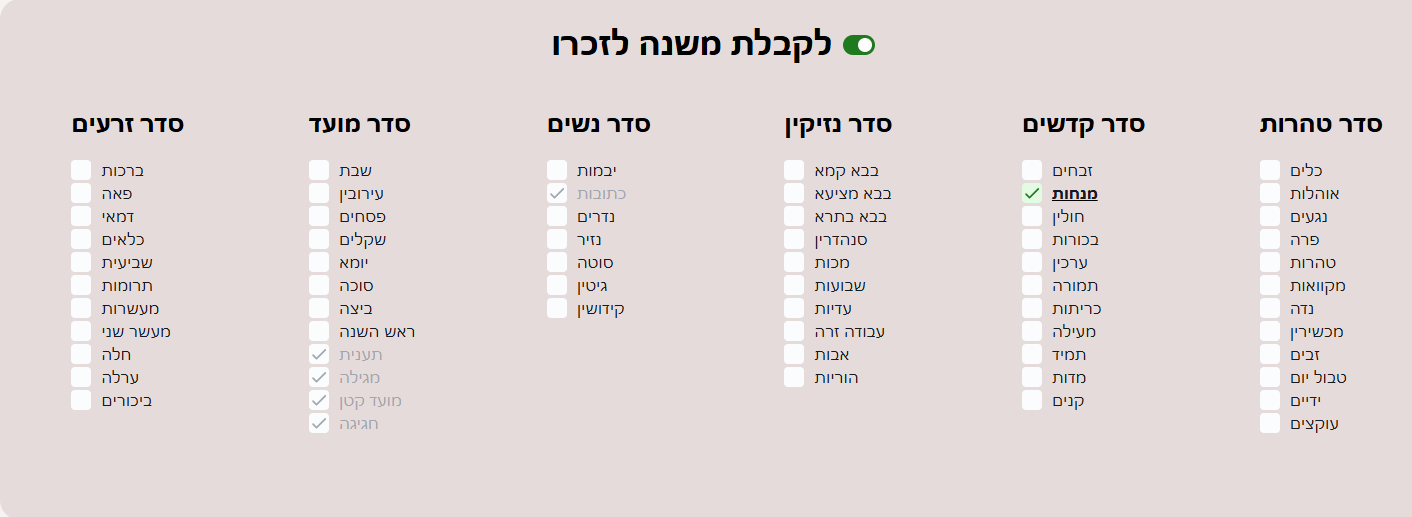 לקבלת משנה לזכרו
סדר זרעים
ברכות
פאה
דמאי
כלאים
שביעית
תרומות
מעשרות
מעשר שני
חלה
ערלה
ביכורים
סדר מועד
שבת
עירובין
פסחים
שקלים
יומא
סוכה
ביצה
ראש השנה
תענית
מגילה
מועד קטן
חגיגה
סדר נשים
יבמות
כתובות
נדרים
נזיר
סוטה
גיטין
קידושין
סדר נזיקין
בבא קמא
בבא מציעא
בבא בתרא
סנהדרין
מכות
שבועות
עדיות
עבודה זרה
אבות
הוריות
סדר קדשים
זבחים
מנחות
חולין
בכורות
ערכין
תמורה
כריתות
מעילה
תמיד
מדות
קנים
סדר טהרות
כלים
אוהלות
נגעים
פרה
טהרות
מקוואות
נדה
מכשירין
זבים
טבול יום
ידיים
עוקצים